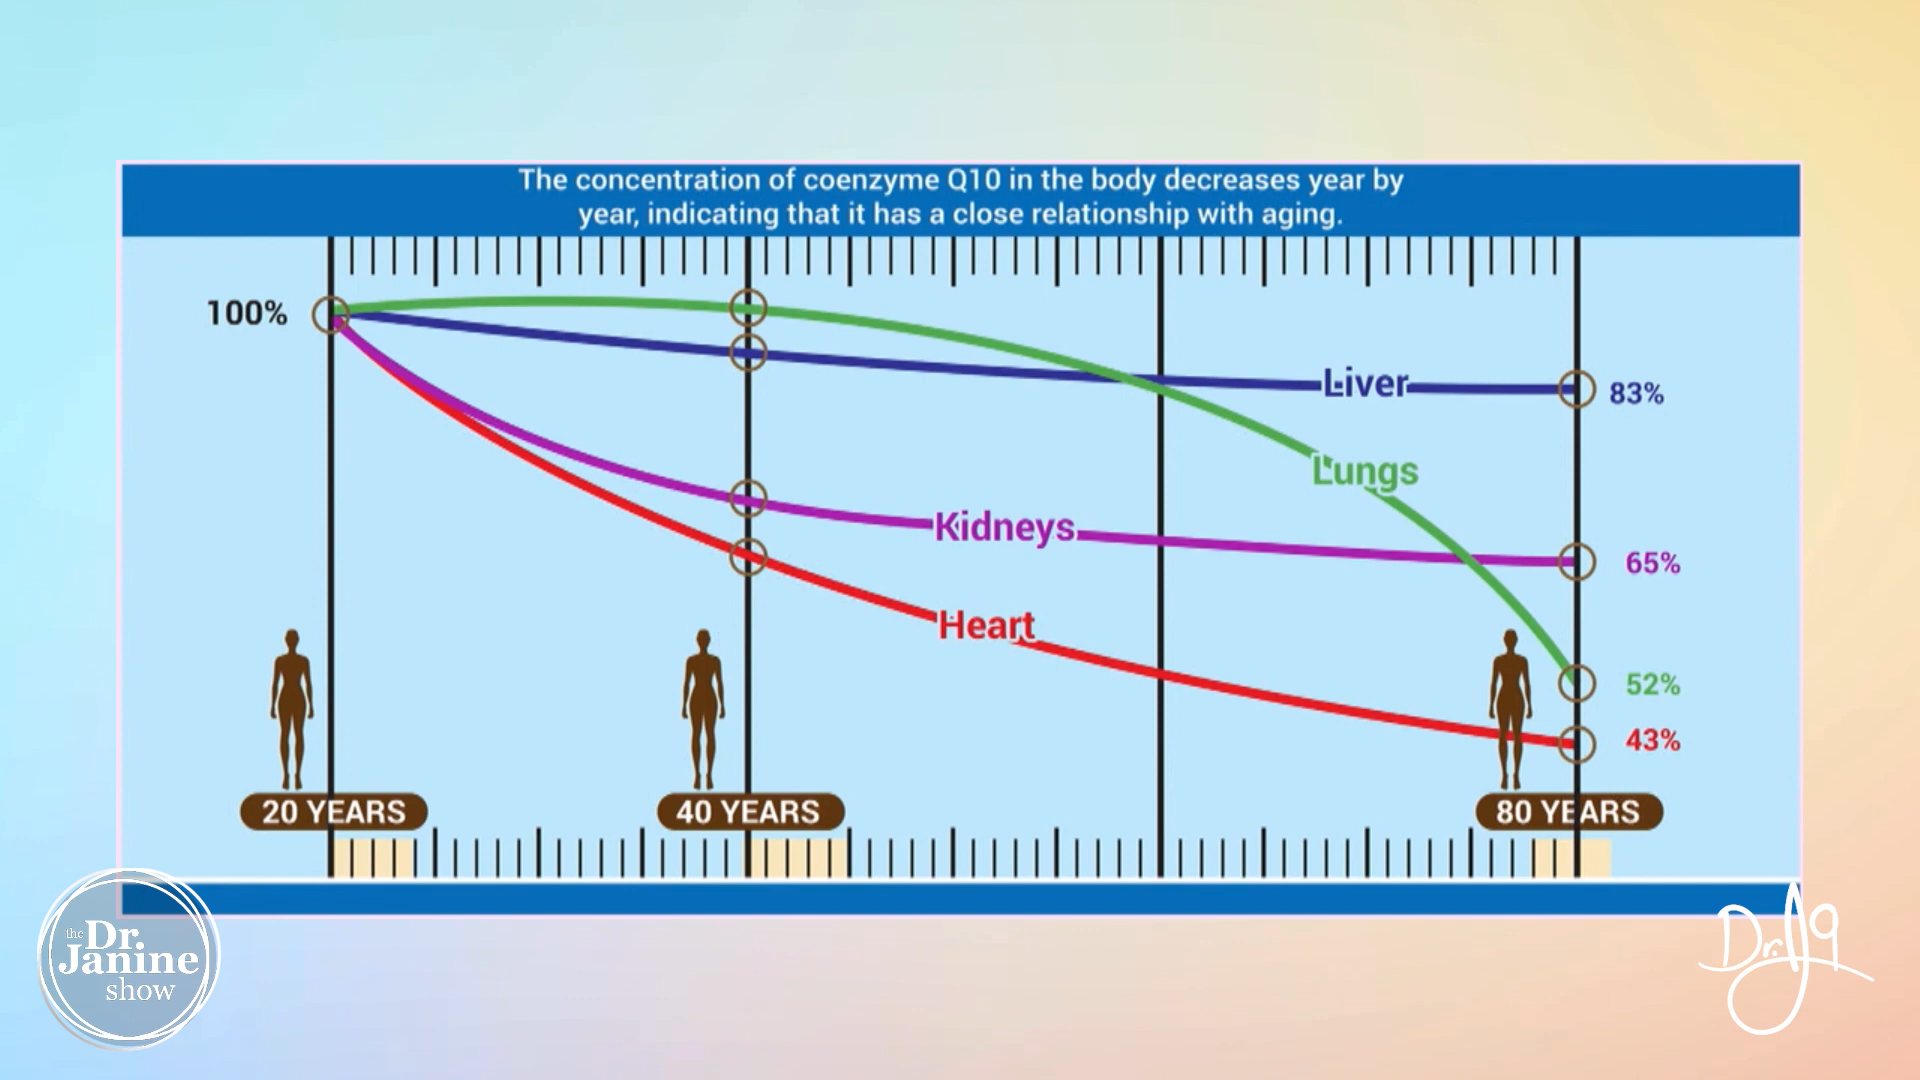 The concentration of coenzyme Q10 in the body decreases year by
year, indicating that it has a close relationship with aging.
100%
Liver
83%
Lungs
Kidneys
65%
Heart
52%
43%
20 YEARS
40 YEARS
80 YEARS
the
Dr.
Janine
show
Dr. J9